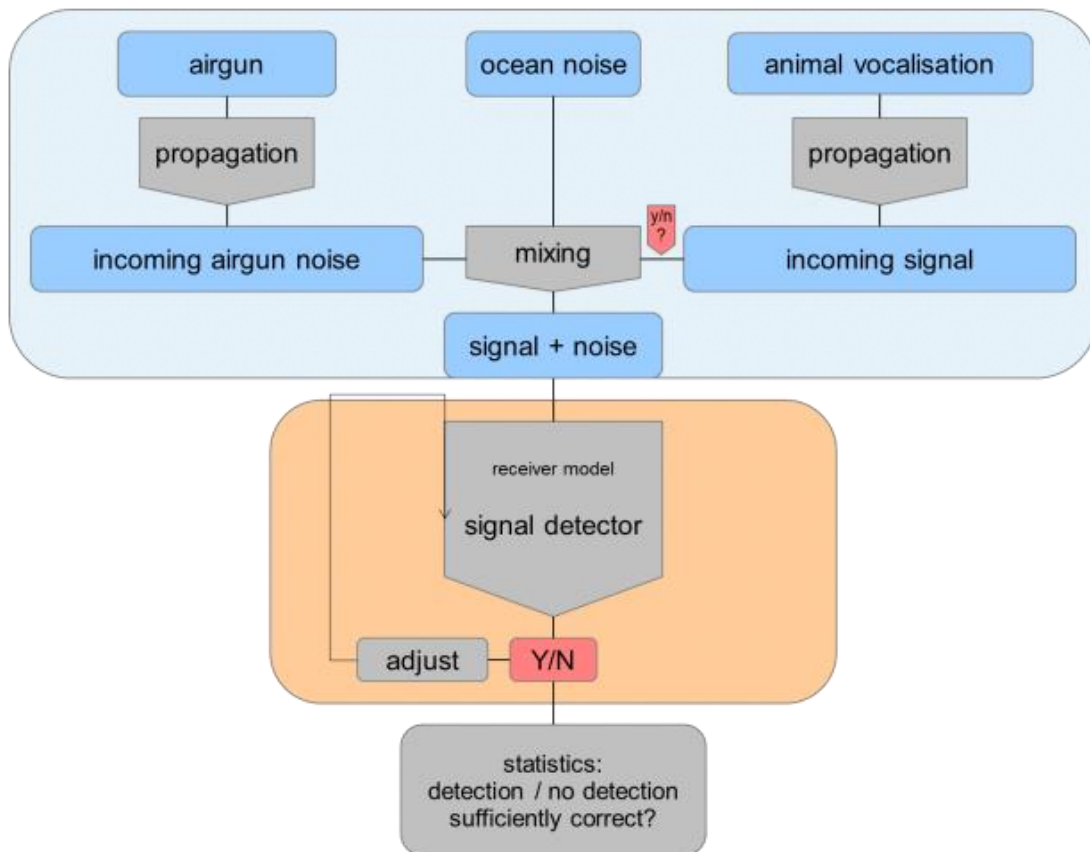 airgun
ocean noise
animal vocalisation
propagation
propagation
y/n
?
incoming airgun noise
mixing
incoming signal
signal + noise
receiver model
signal detector
adjust
Y/N
statistics:
detection / no detection
sufficiently correct?